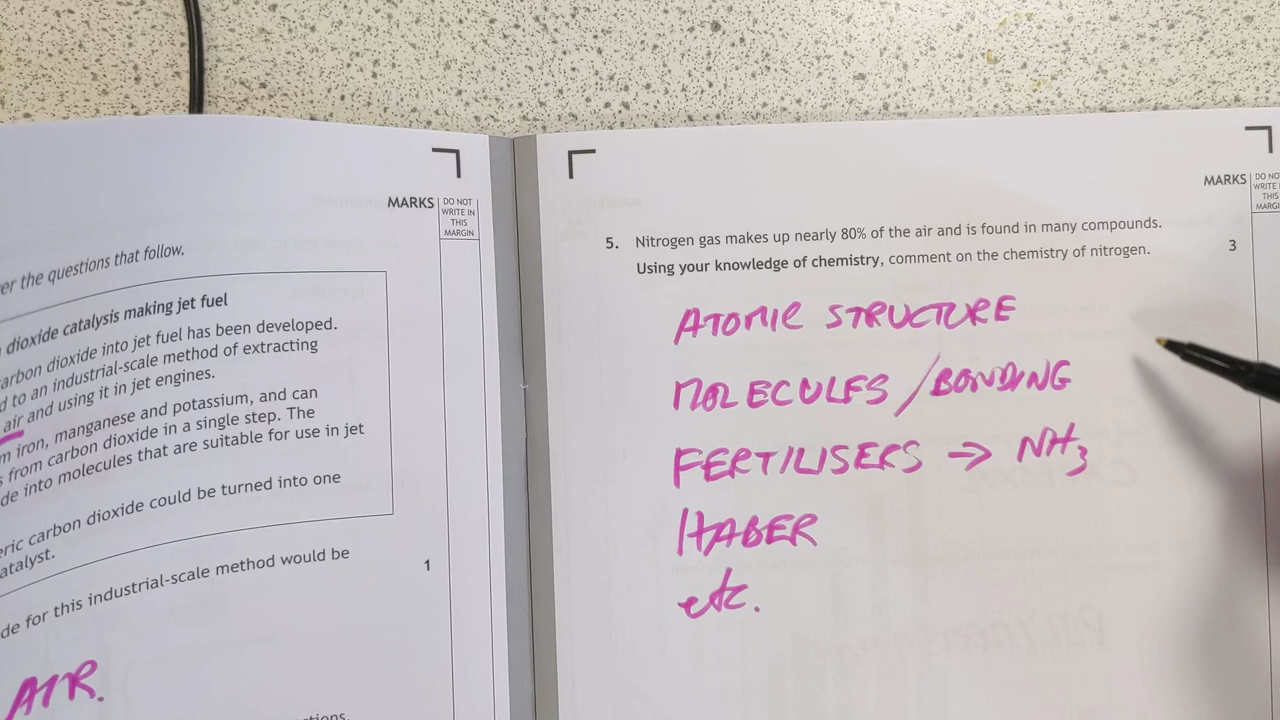 MARKS
DO NOT
WRITE IN
THIS
MARGIN
er the questions that follow.
dioxide catalysis making jet fuel
arbon dioxide into jet fuel has been developed.
d to an industrial-scale method of extracting
air and using it in jet engines.
m iron, manganese and potassium, and can
s from carbon dioxide in a single step. The
de into molecules that are suitable for use in jet
eric carbon dioxide could be turned into one
atalyst.
de for this industrial-scale method would be
1
AIR.
tions.
MARKS
DO NO
WRITE I
THIS
MARGI
5. Nitrogen gas makes up nearly 80% of the air and is found in many compounds.
Using your knowledge of chemistry, comment on the chemistry of nitrogen.
3
ATOMIC STRUCTURE
MOLECULES / BONDING
FERTILISERS → NH₃
HABER
etc.